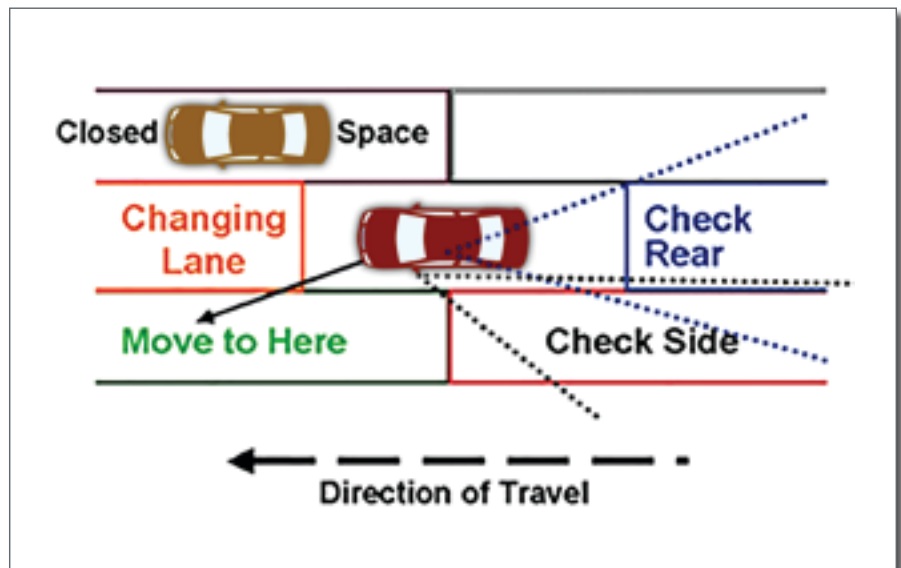 Closed Space
Changing
Lane
Check
Rear
Move to Here
Check Side
Direction of Travel